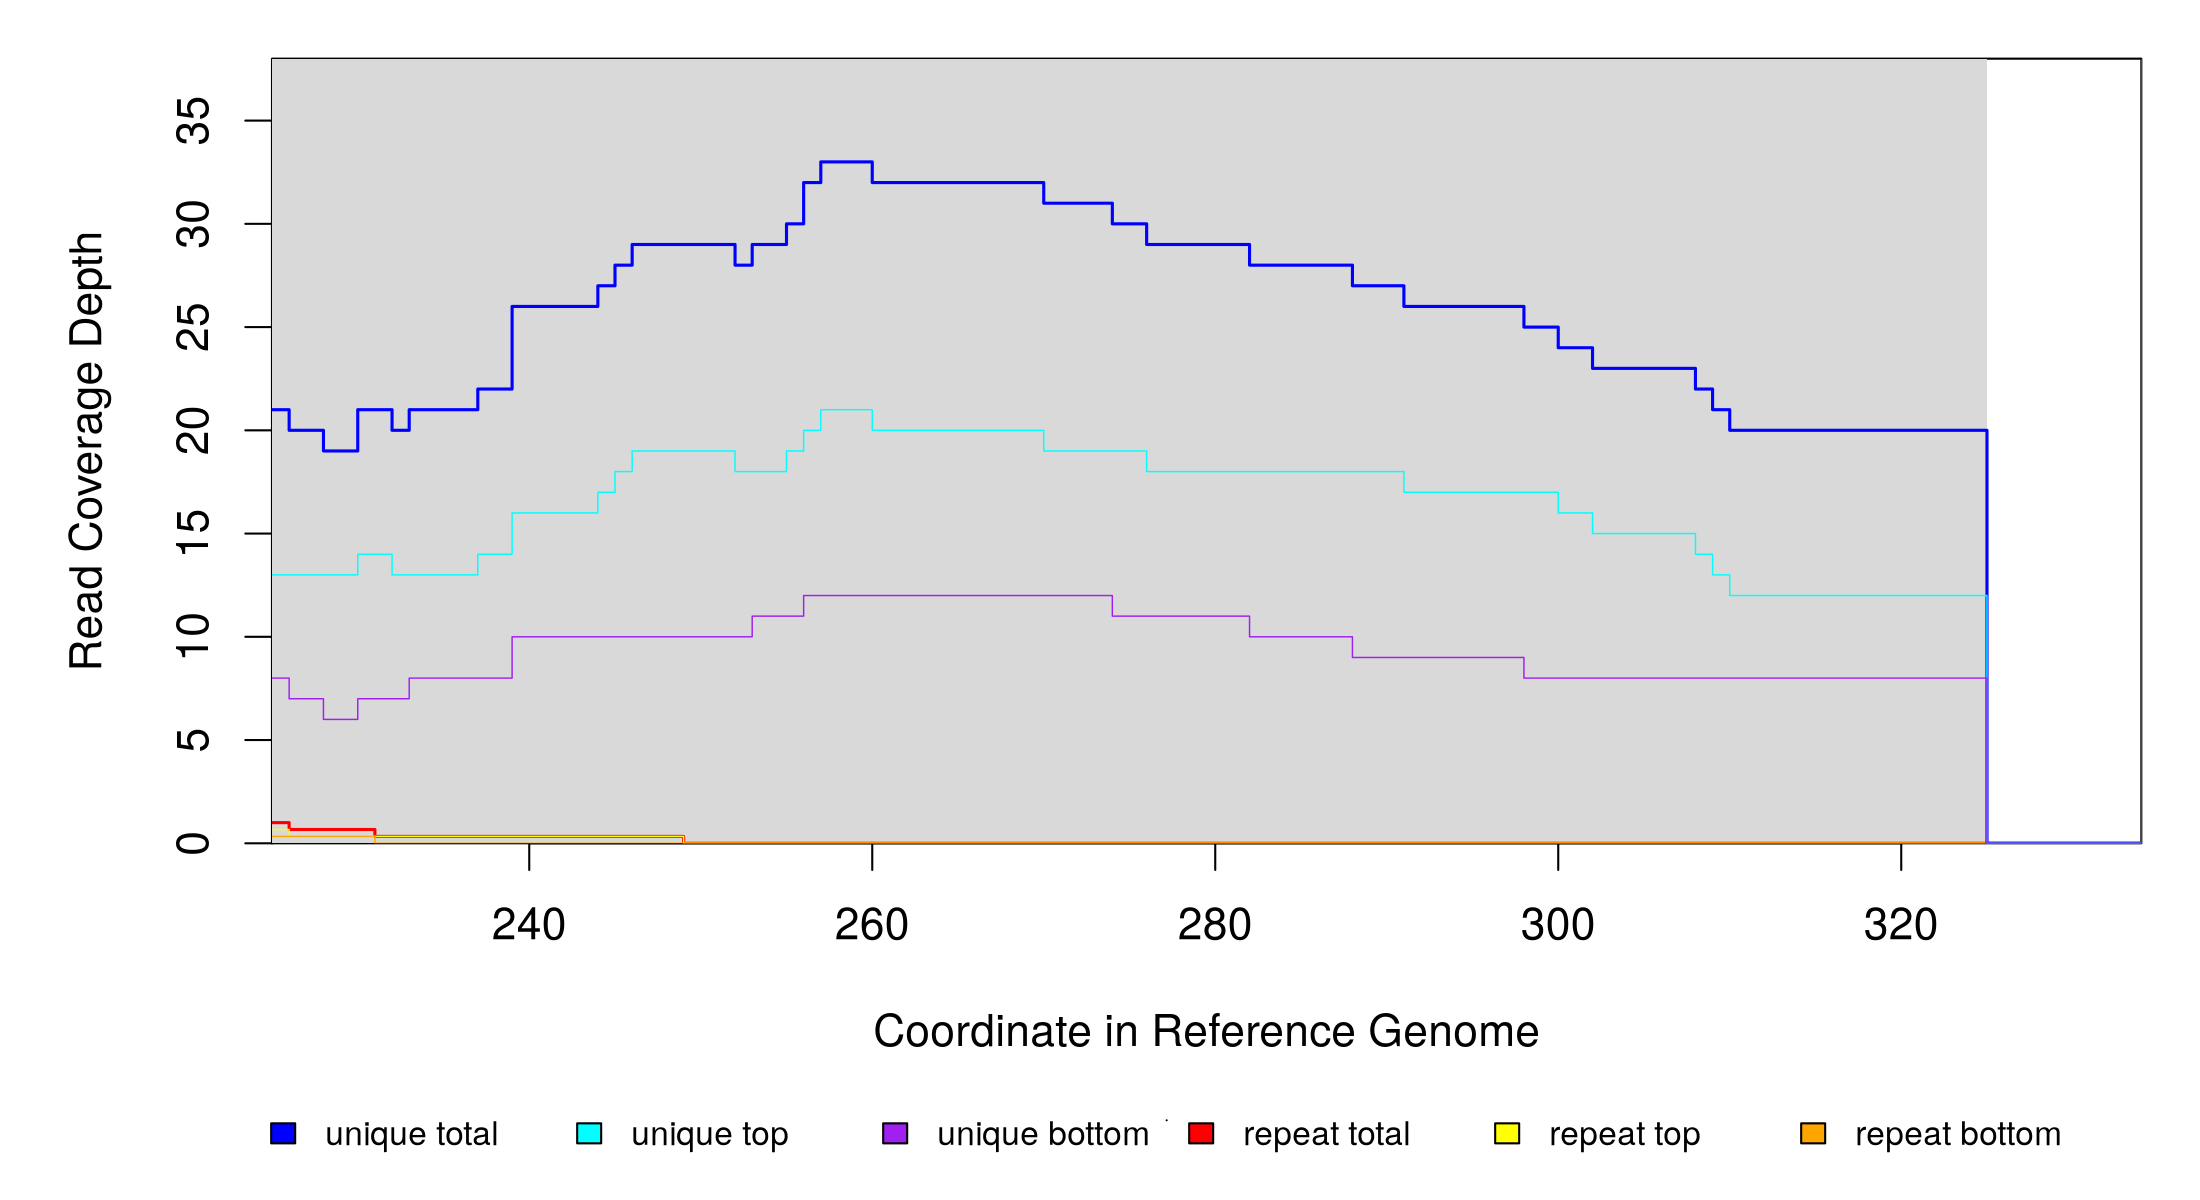 Read Coverage Depth
35
30
25
20
15
10
5
0
240 260 280 300 320
Coordinate in Reference Genome
unique total unique top unique bottom repeat total repeat top repeat bottom